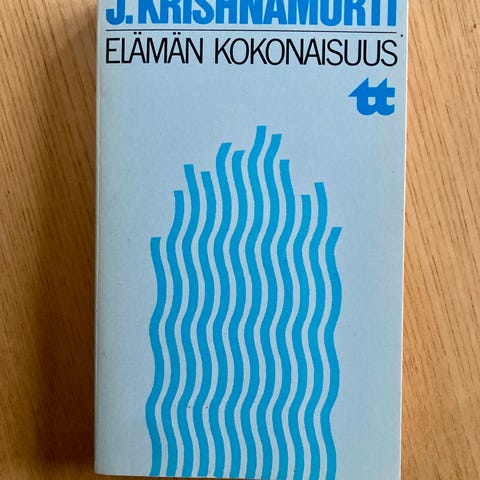 J. KRISHNAMURTI
ELÄMÄN KOKONAISUUS
tt